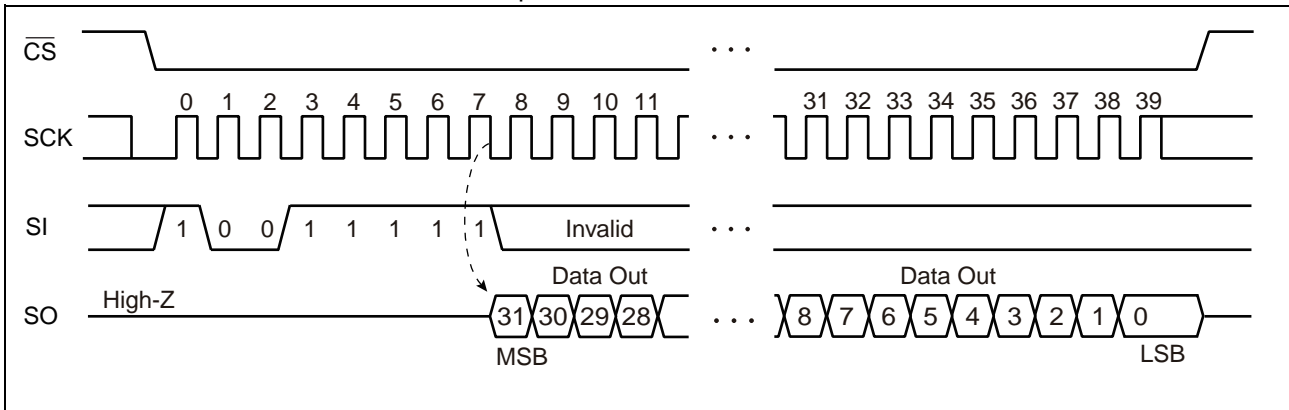 CS
· · ·
0 1 2 3 4 5 6 7 8 9 10 11 31 32 33 34 35 36 37 38 39
SCK · · ·
SI 1 0 0 1 1 1 1 1 Invalid · · ·
Data Out Data Out
High-Z
SO 31 30 29 28 · · · 8 7 6 5 4 3 2 1 0
MSB LSB